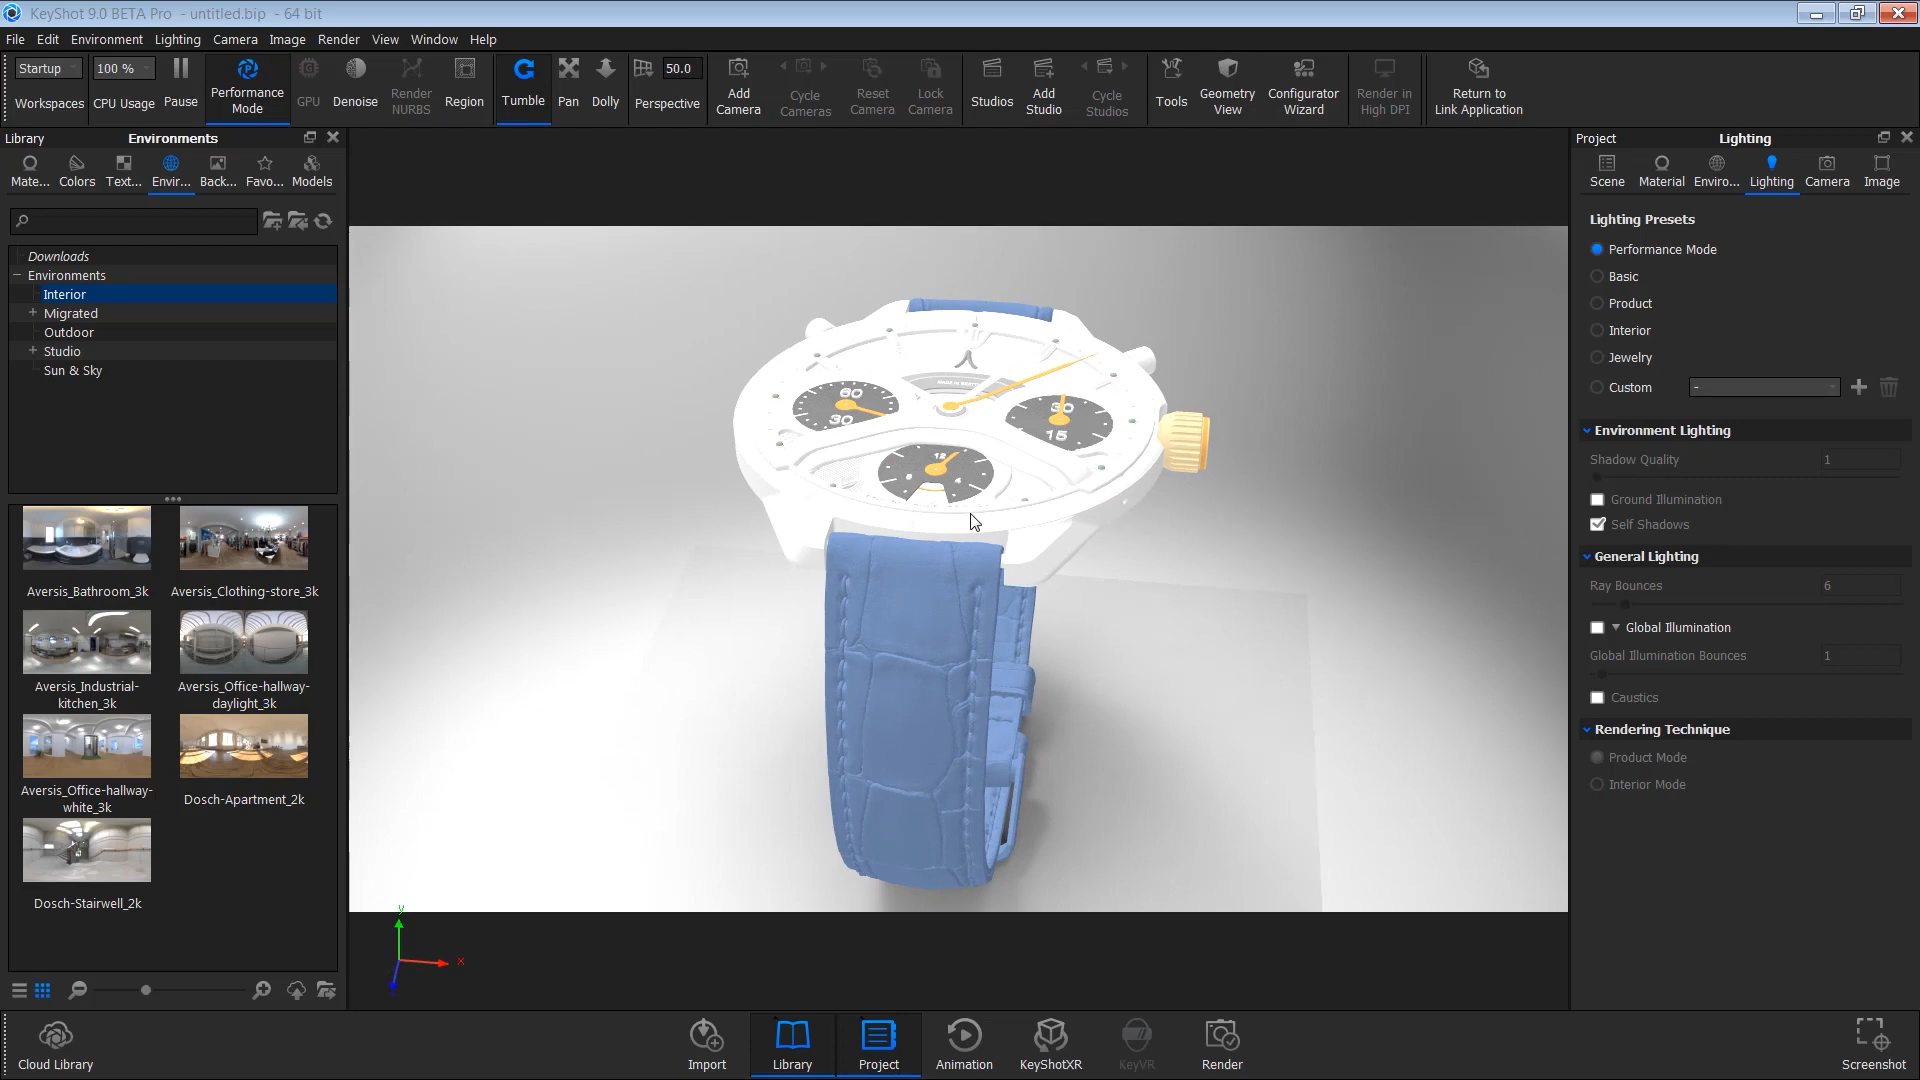 KeyShot 9.0 BETA Pro - untitled.bip - 64 bit
File Edit Environment Lighting Camera Image Render View Window Help
Startup 100 % 50.0
Workspaces CPU Usage Pause Performance Mode GPU Denoise Render NURBS Region Tumble Pan Dolly Perspective Add Camera Cycle Cameras Reset Camera Lock Camera Studios Add Studio Cycle Studios Tools Geometry View Configurator Wizard Render in High DPI Return to Link Application
Library Environments
Mate... Colors Text... Envir... Back... Favo... Models
Downloads
Environments
Interior
Migrated
Outdoor
Studio
Sun & Sky
Aversis_Bathroom_3k Aversis_Clothing-store_3k
Aversis_Industrial-kitchen_3k Aversis_Office-hallway-daylight_3k
Aversis_Office-hallway-white_3k Dosch-Apartment_2k
Dosch-Stairwell_2k
60
30
30
15
12
y
x
Project Lighting
Scene Material Enviro... Lighting Camera Image
Lighting Presets
Performance Mode
Basic
Product
Interior
Jewelry
Custom -
Environment Lighting
Shadow Quality 1
Ground Illumination
Self Shadows
General Lighting
Ray Bounces 6
Global Illumination
Global Illumination Bounces 1
Caustics
Rendering Technique
Product Mode
Interior Mode
Cloud Library Import Library Project Animation KeyShotXR KeyVR Render Screenshot